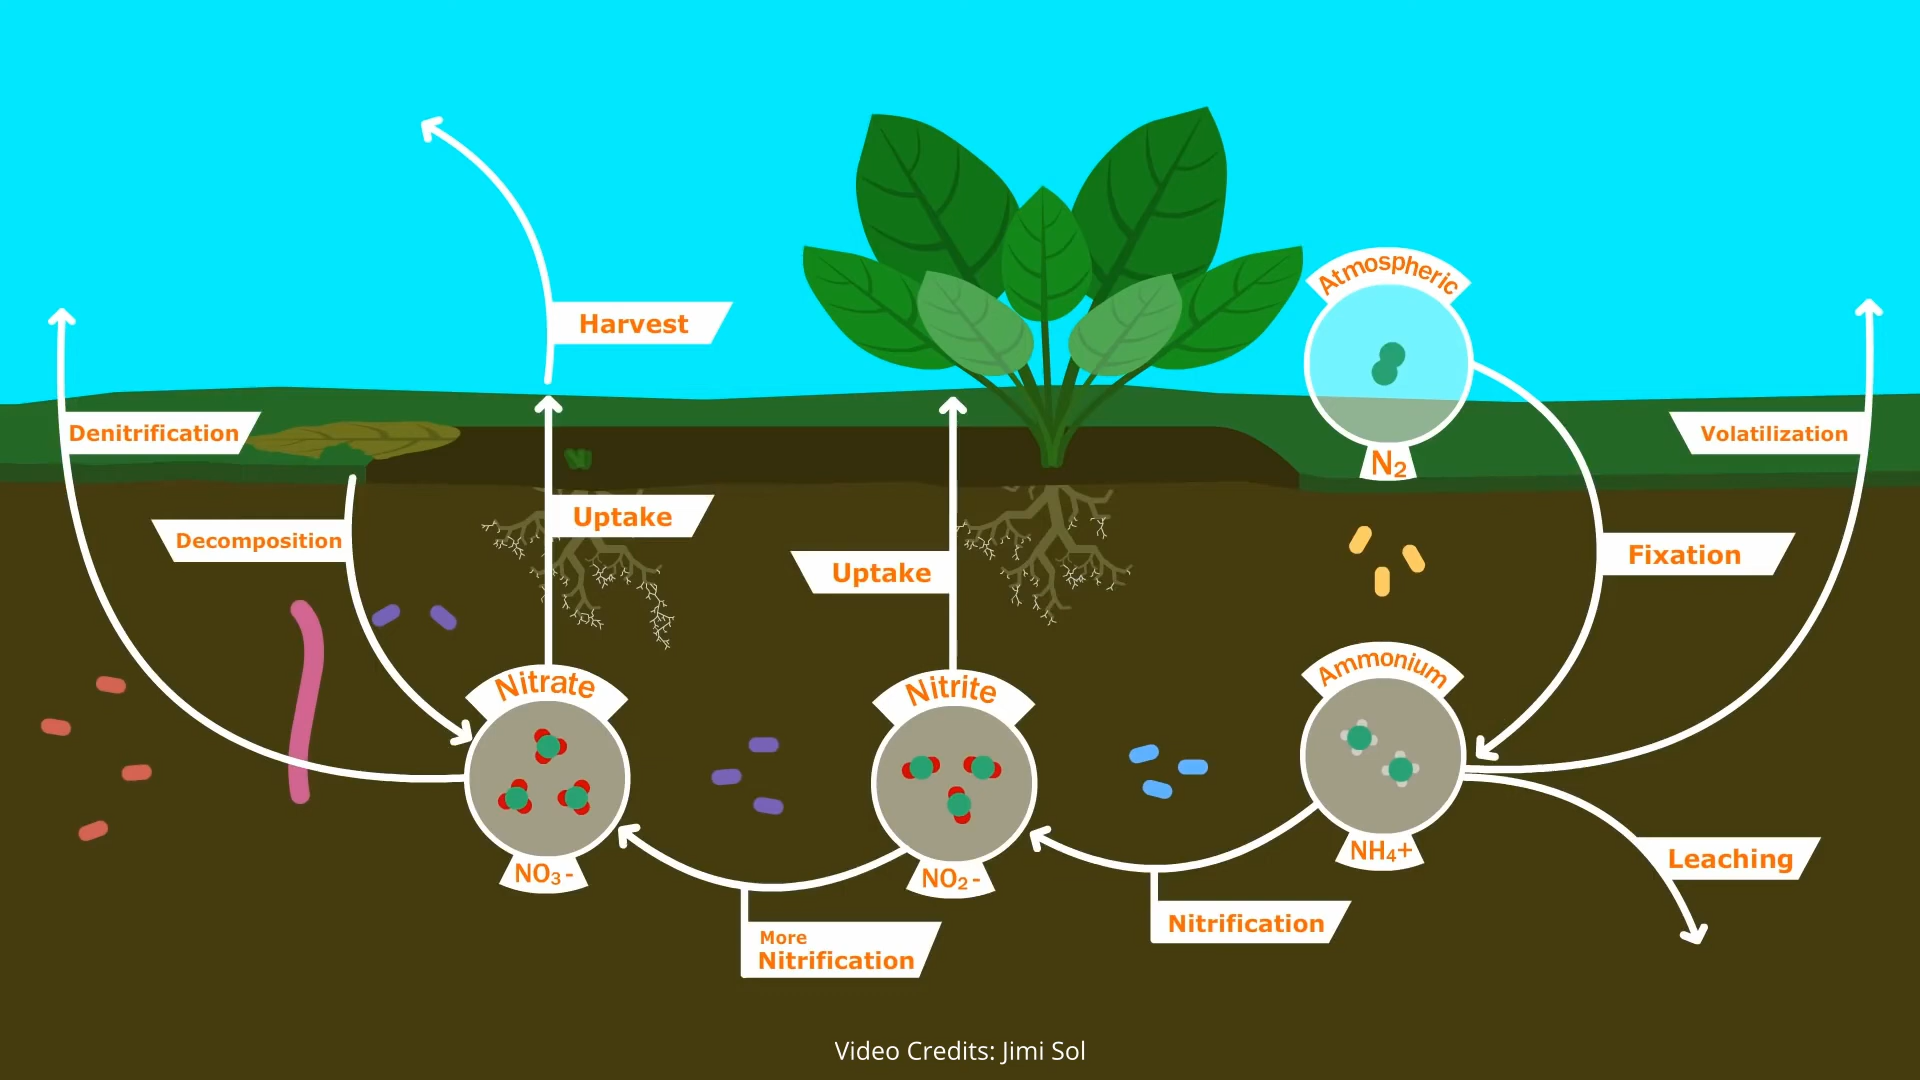 Atmospheric
N₂
Harvest
Denitrification
Volatilization
Uptake
Decomposition
Fixation
Uptake
Nitrate
NO₃-
Nitrite
NO₂-
Ammonium
NH₄+
Leaching
Nitrification
More
Nitrification
Video Credits: Jimi Sol